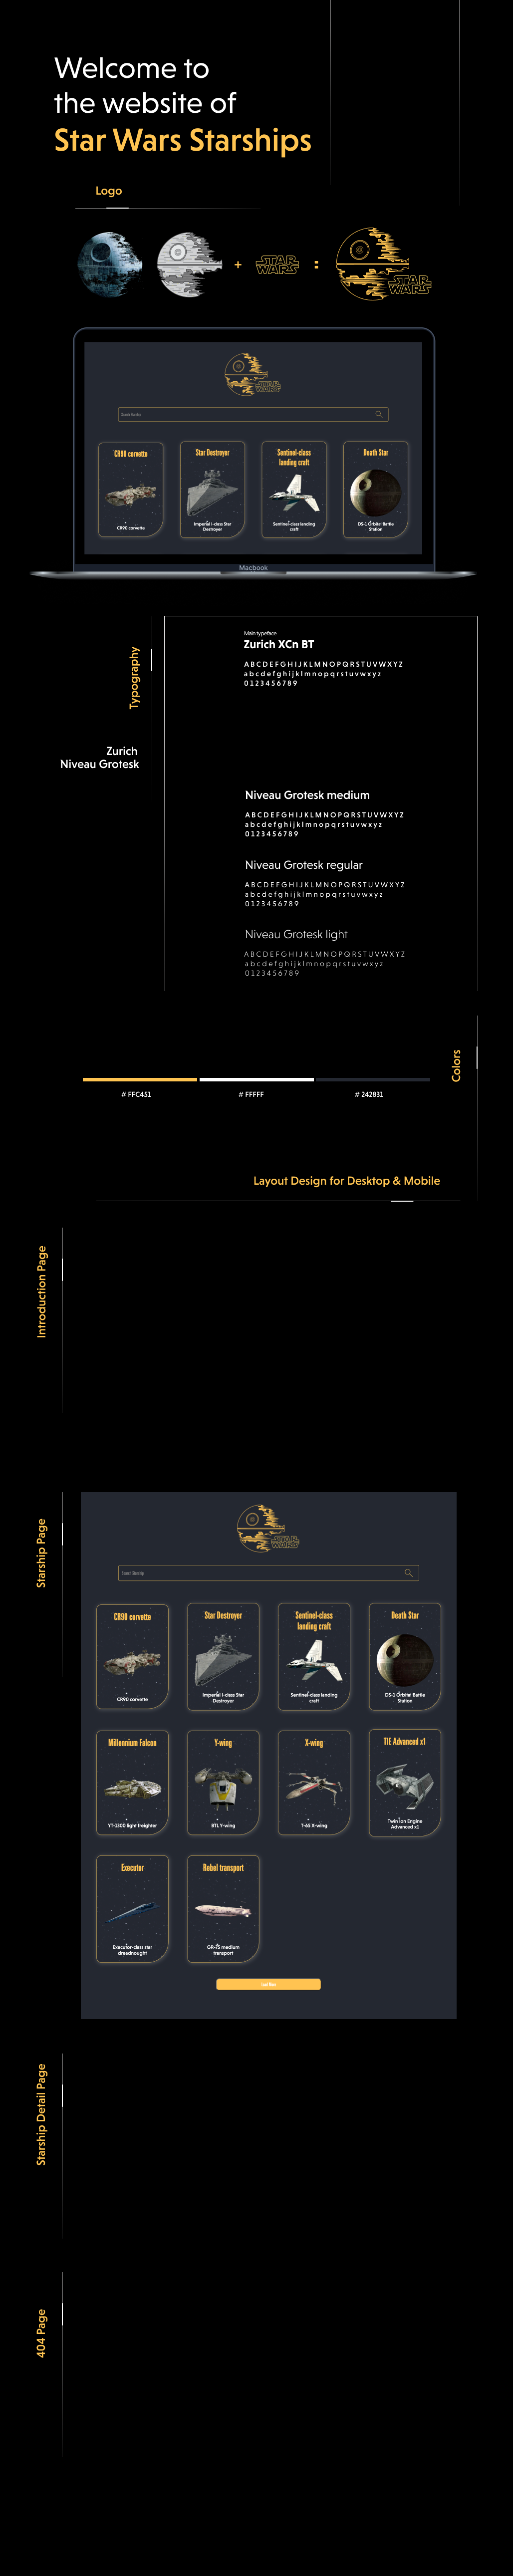 Welcome to
the website of
Star Wars Starships
Logo
+
STAR
WARS
STAR
WARS
STAR
WARS
Search Starship
CR90 corvette
Star Destroyer
Sentinel-class
landing craft
Death Star
CR90 corvette
Imperial I-class Star
Destroyer
Sentinel-class landing
craft
DS-1 Orbital Battle
Station
Macbook
Typography
Zurich
Niveau Grotesk
Main typeface
Zurich XCn BT
ABCDEFGHIJKLMNOPQRSTUVWXYZ
abcdefghijklmnopqrstuvwxyz
0123456789
Niveau Grotesk medium
ABCDEFGHIJKLMNOPQRSTUVWXYZ
abcdefghijklmnopqrstuvwxyz
0123456789
Niveau Grotesk regular
ABCDEFGHIJKLMNOPQRSTUVWXYZ
abcdefghijklmnopqrstuvwxyz
0123456789
Niveau Grotesk light
ABCDEFGHIJKLMNOPQRSTUVWXYZ
abcdefghijklmnopqrstuvwxyz
0123456789
Colors
# FFC451
# FFFFF
# 242831
Layout Design for Desktop & Mobile
Introduction Page
Starship Page
STAR
WARS
Search Starship
CR90 corvette
Star Destroyer
Sentinel-class
landing craft
Death Star
CR90 corvette
Imperial I-class Star
Destroyer
Sentinel-class landing
craft
DS-1 Orbital Battle
Station
Millennium Falcon
Y-wing
X-wing
TIE Advanced x1
YT-1300 light freighter
BTL Y-wing
T-65 X-wing
Twin Ion Engine
Advanced x1
Executor
Rebel transport
Executor-class star
dreadnought
GR-75 medium
transport
Starship Detail Page
404 Page